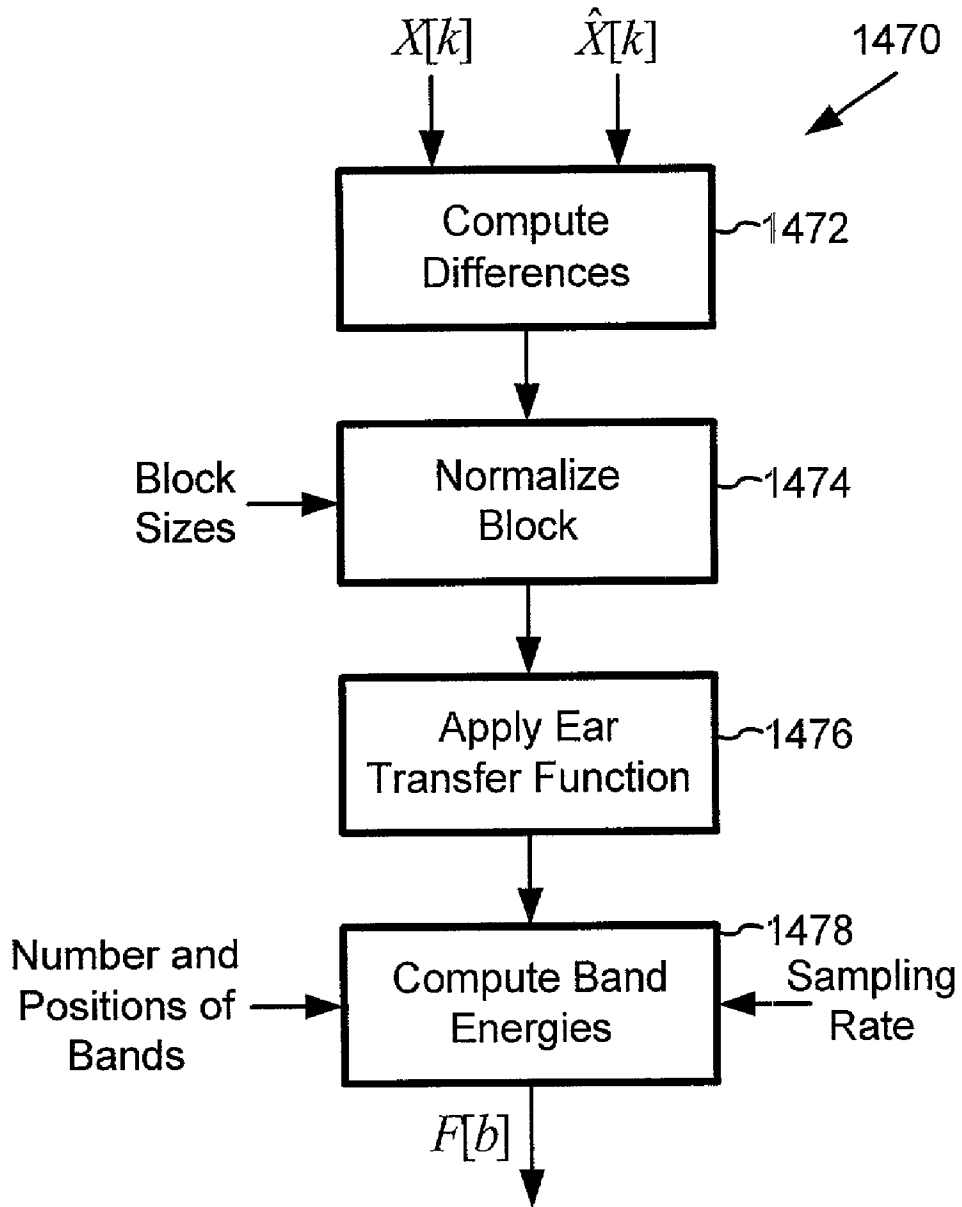 X[k]
X̂[k]
1470
Compute
Differences
1472
Block
Sizes
Normalize
Block
1474
Apply Ear
Transfer Function
1476
Number and
Positions of
Bands
Compute Band
Energies
1478
Sampling
Rate
F[b]